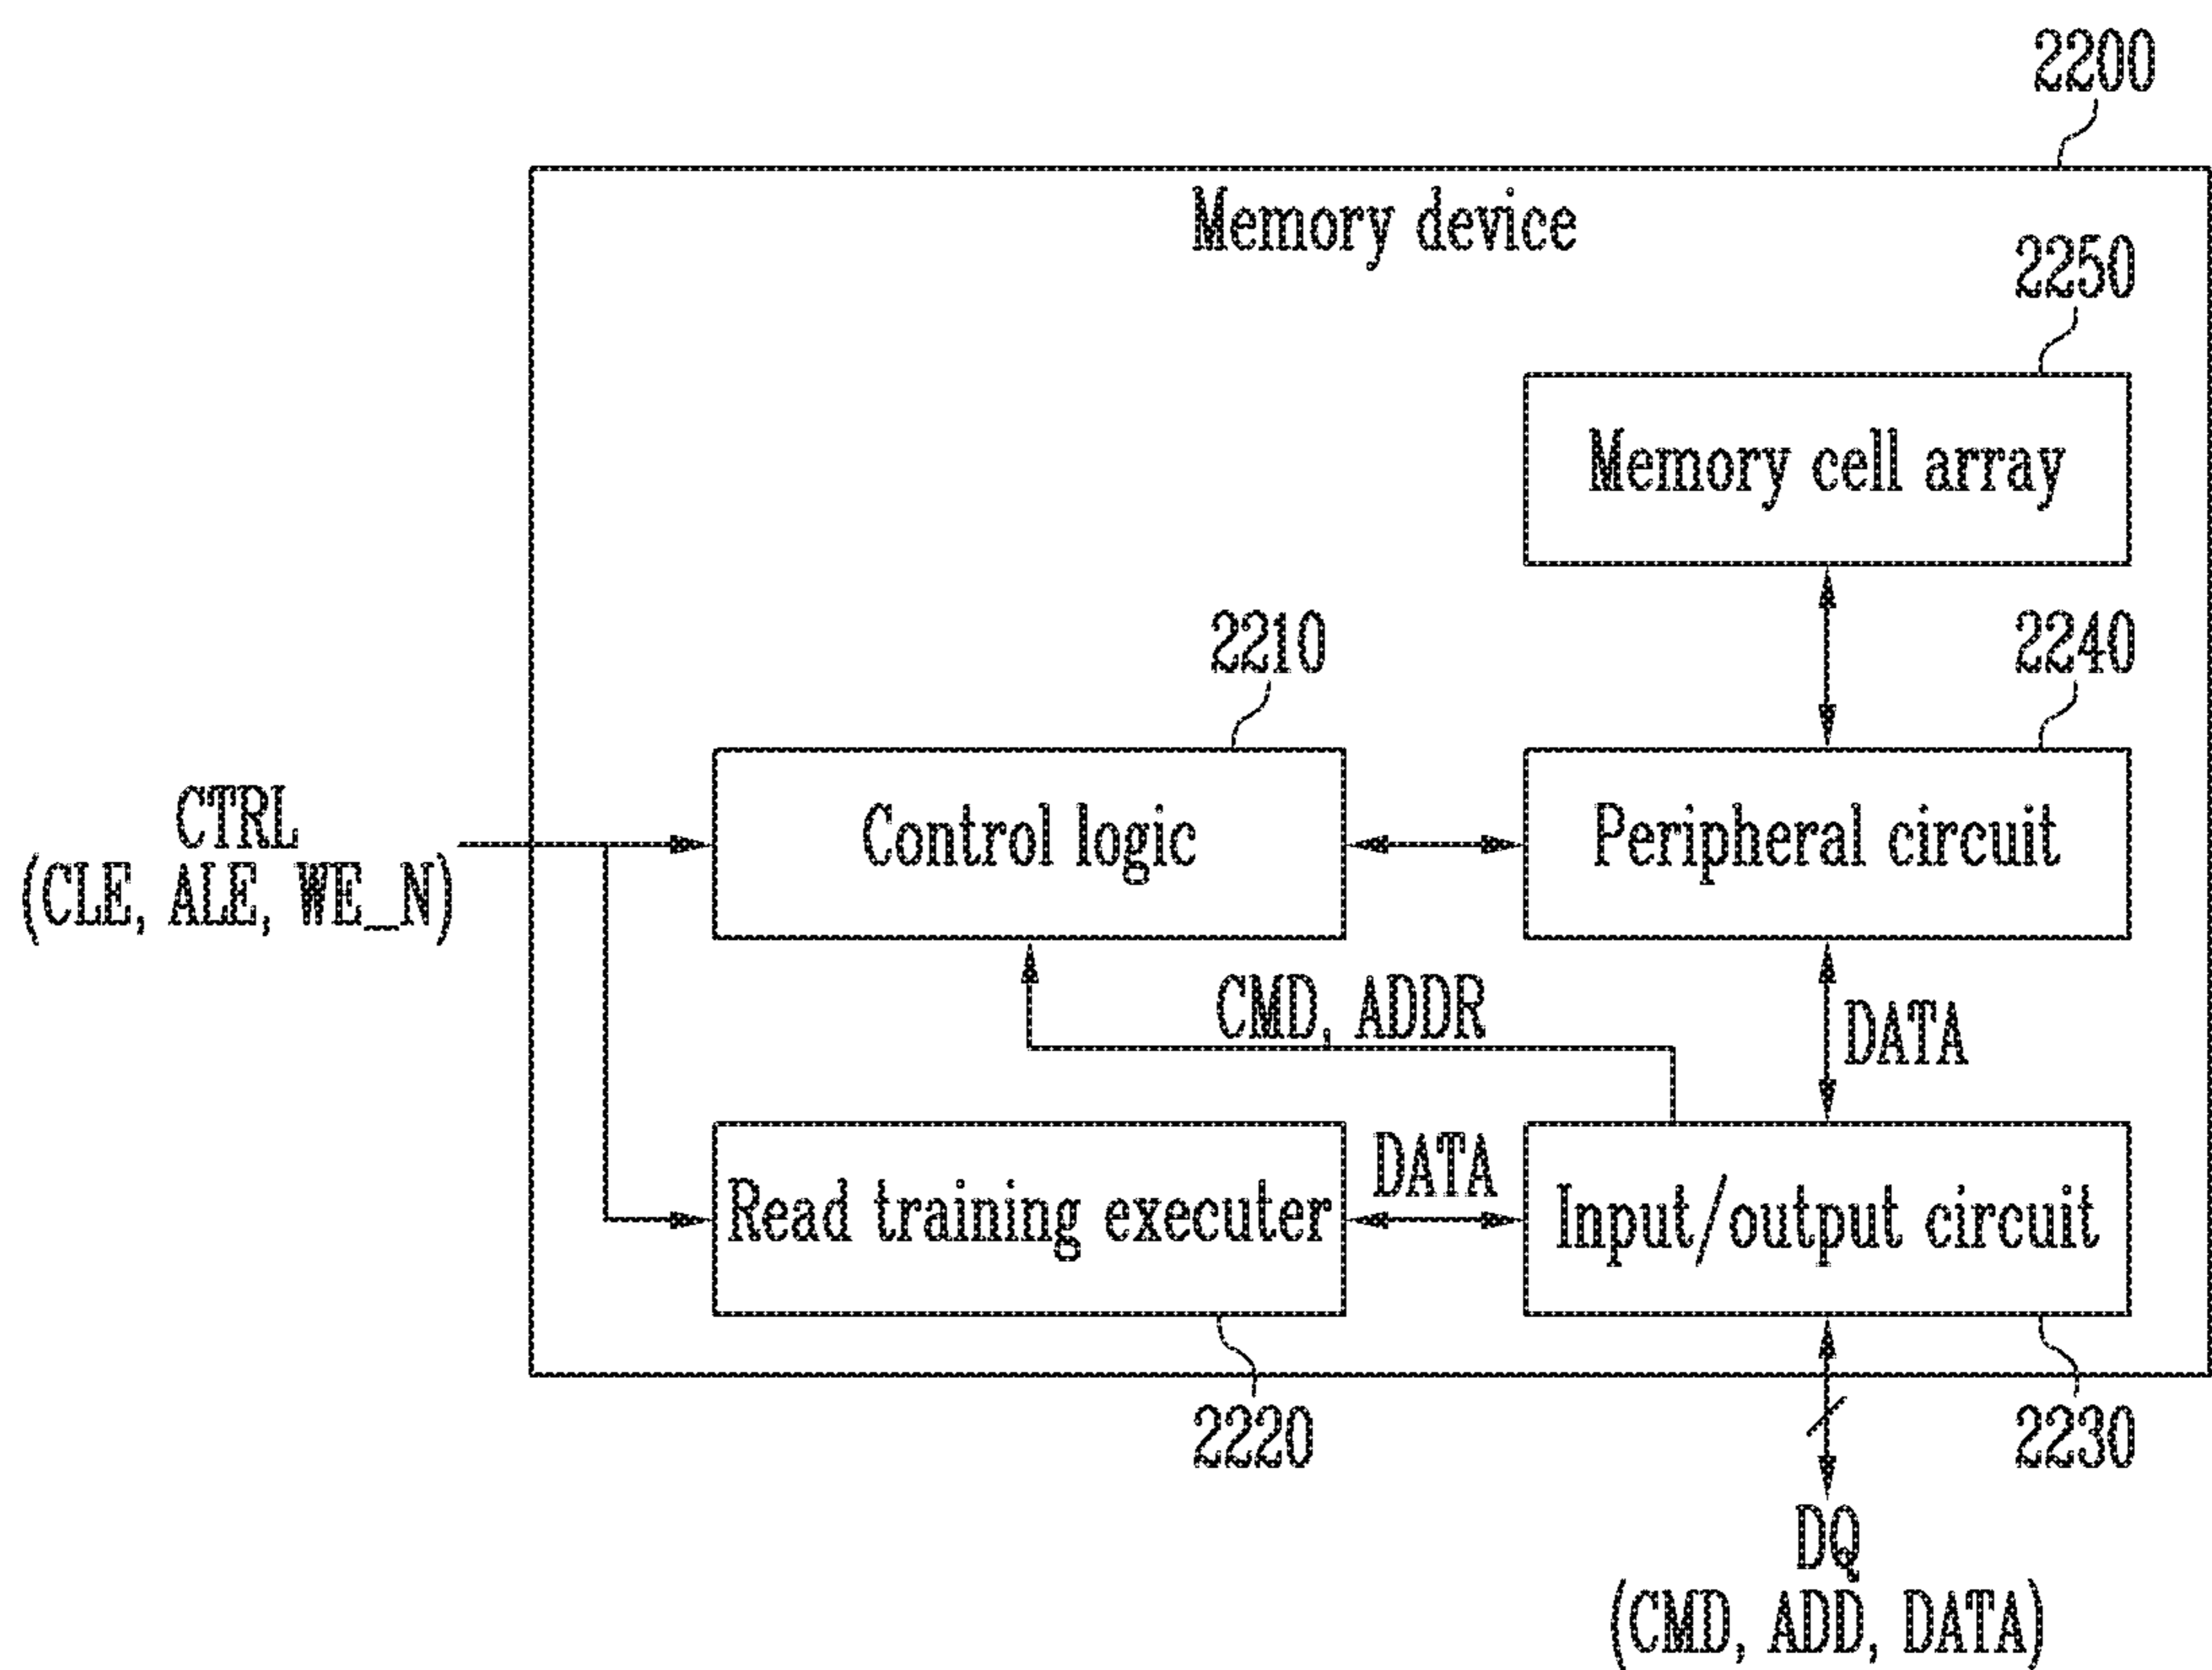 2200
Memory device
2250
Memory cell array
2210
2240
CTRL
(CLE, ALE, WE_N)
Control logic
Peripheral circuit
CMD, ADDR
DATA
DATA
Read training executer
Input/output circuit
2220
2230
DQ
(CMD, ADD, DATA)